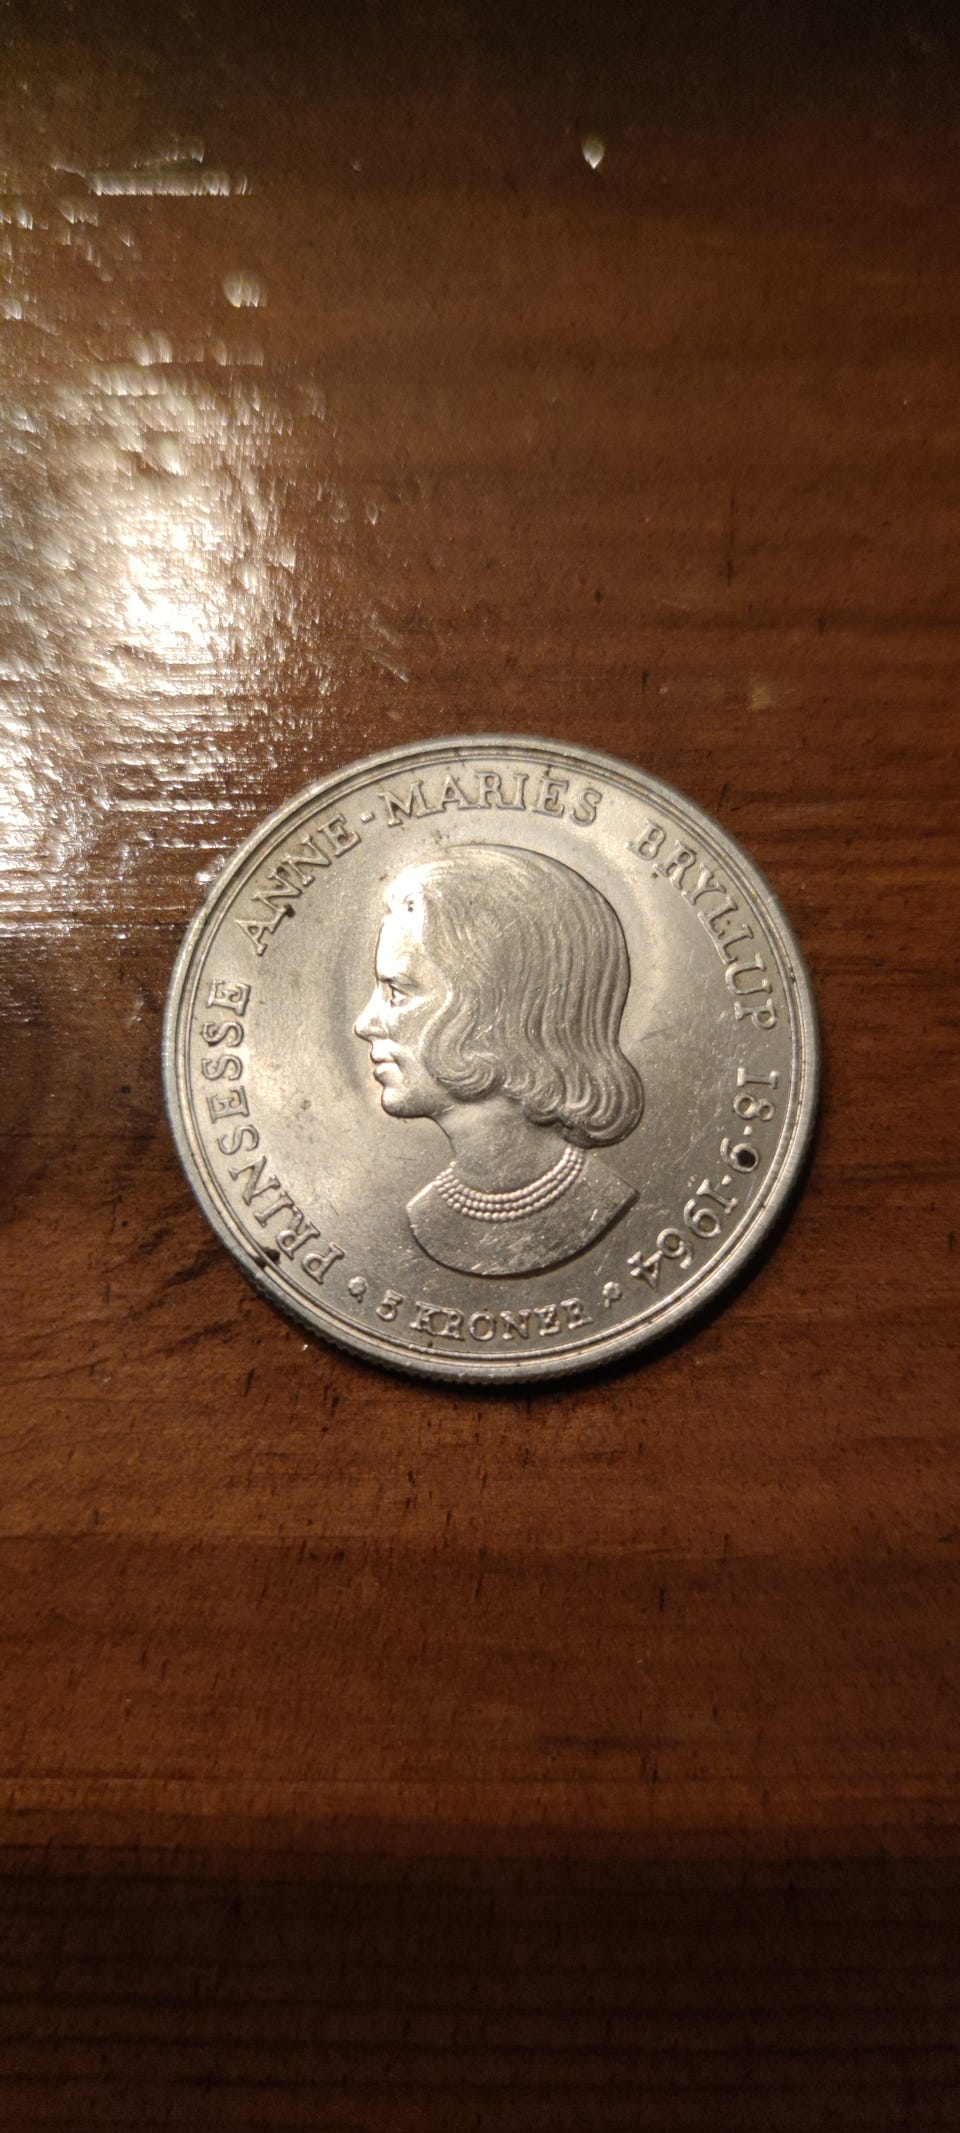 PRINSESSE ANNE-MARIES BRYLLUP 18-9-1964
5 KRONER